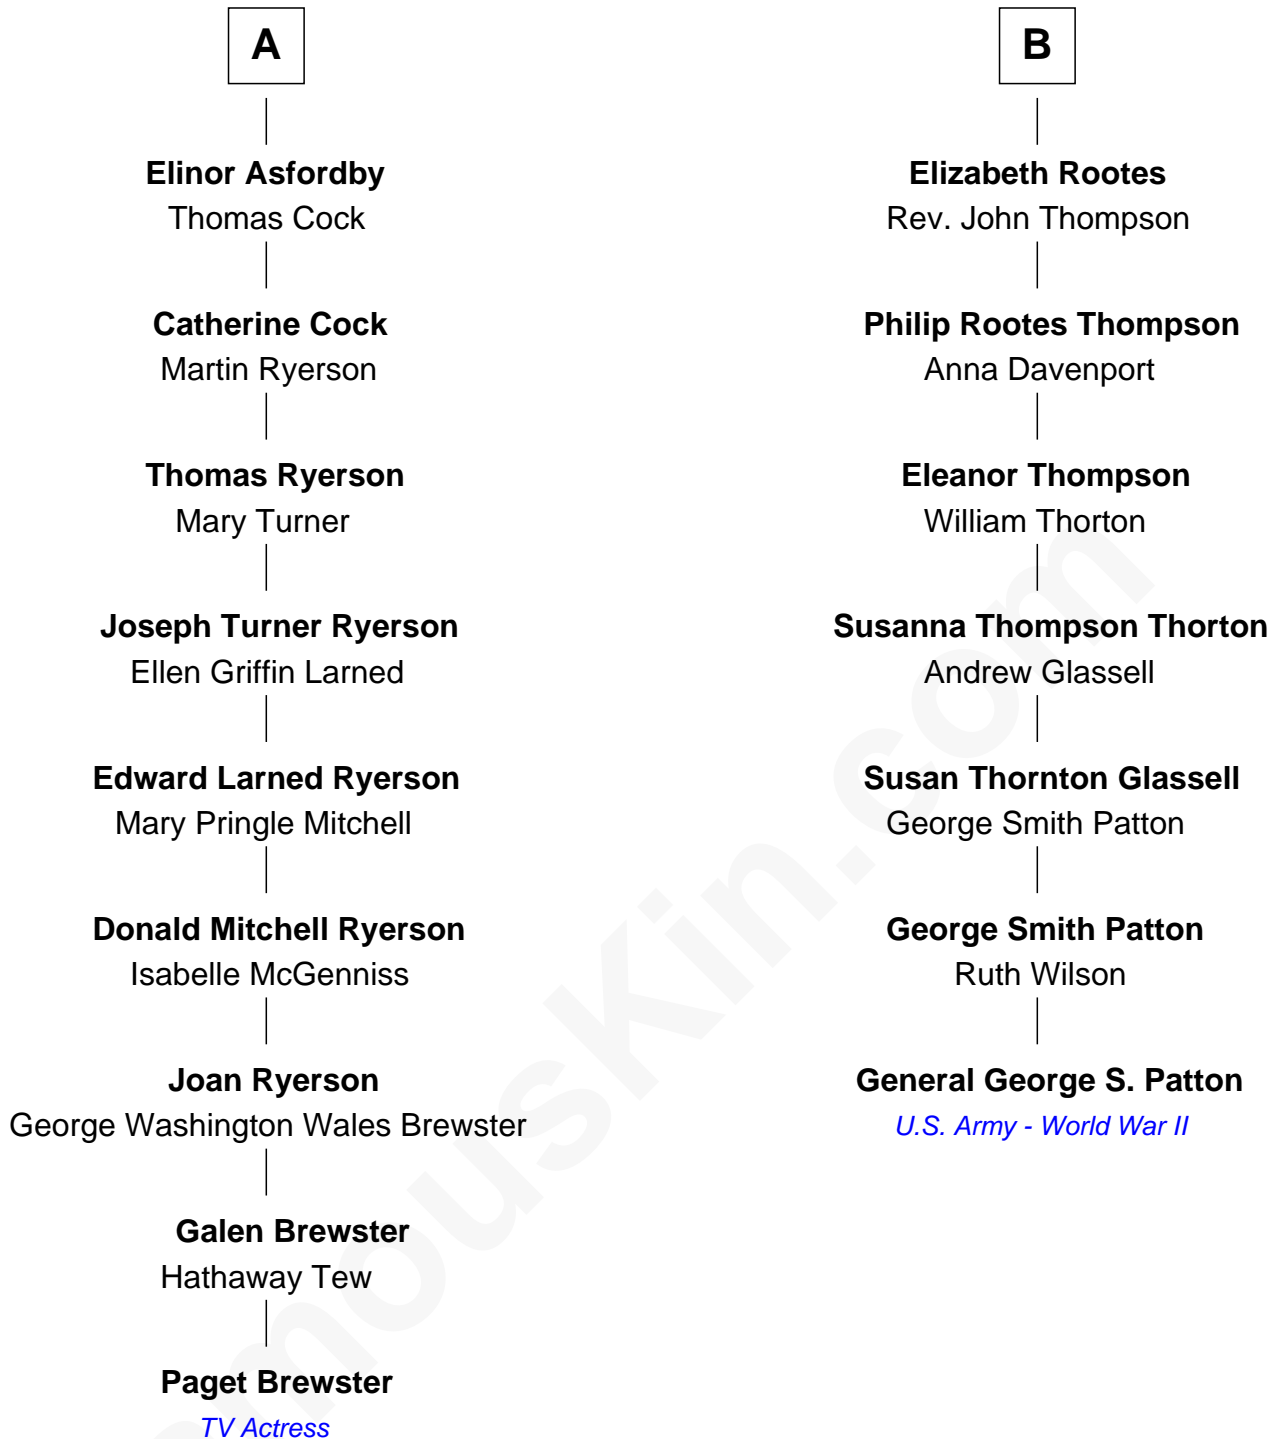 A
Elinor Asfordby
Thomas Cock
Catherine Cock
Martin Ryerson
Thomas Ryerson
Mary Turner
Joseph Turner Ryerson
Ellen Griffin Larned
Edward Larned Ryerson
Mary Pringle Mitchell
Donald Mitchell Ryerson
Isabelle McGenniss
Joan Ryerson
George Washington Wales Brewster
Galen Brewster
Hathaway Tew
Paget Brewster
TV Actress
B
Elizabeth Rootes
Rev. John Thompson
Philip Rootes Thompson
Anna Davenport
Eleanor Thompson
William Thorton
Susanna Thompson Thorton
Andrew Glassell
Susan Thornton Glassell
George Smith Patton
George Smith Patton
Ruth Wilson
General George S. Patton
U.S. Army - World War II
mousKin.com